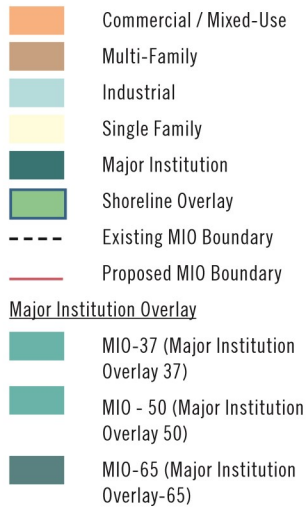 Commercial / Mixed-Use
Multi-Family
Industrial
Single Family
Major Institution
Shoreline Overlay
Existing MIO Boundary
Proposed MIO Boundary
Major Institution Overlay
MIO-37 (Major Institution
Overlay 37)
MIO - 50 (Major Institution
Overlay 50)
MIO-65 (Major Institution
Overlay-65)